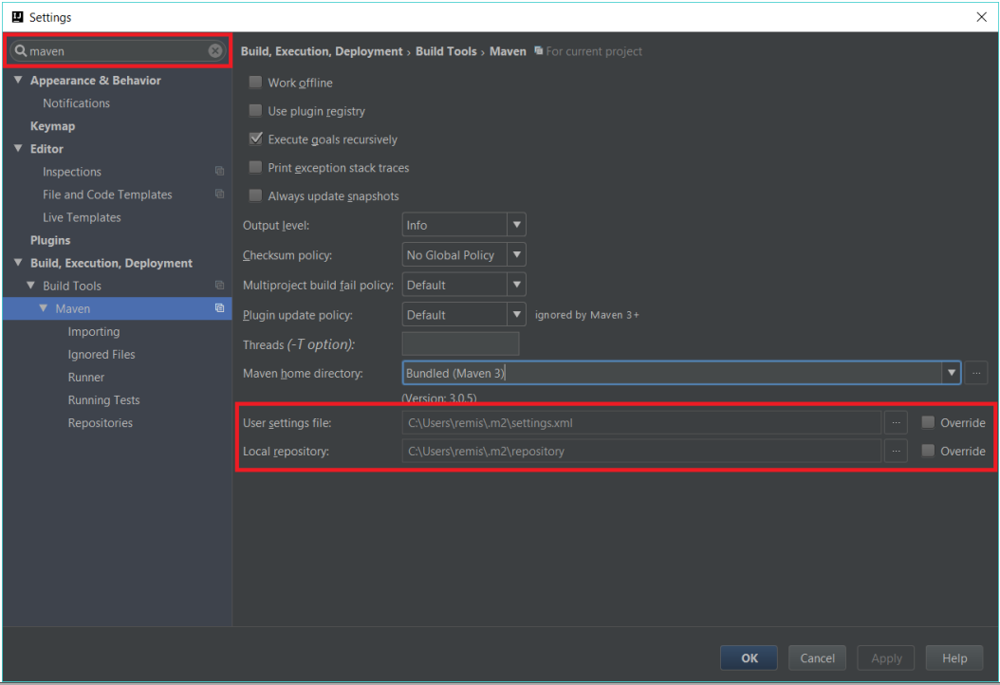 Settings
maven
Appearance & Behavior
Notifications
Keymap
Editor
Inspections
File and Code Templates
Live Templates
Plugins
Build, Execution, Deployment
Build Tools
Maven
Importing
Ignored Files
Runner
Running Tests
Repositories
Build, Execution, Deployment › Build Tools › Maven For current project
Work offline
Use plugin registry
Execute goals recursively
Print exception stack traces
Always update snapshots
Output level: Info
Checksum policy: No Global Policy
Multiproject build fail policy: Default
Plugin update policy: Default ignored by Maven 3+
Threads (-T option):
Maven home directory: Bundled (Maven 3) ...
(Version: 3.0.5)
User settings file: C:\Users\remis\.m2\settings.xml ... Override
Local repository: C:\Users\remis\.m2\repository ... Override
OK Cancel Apply Help